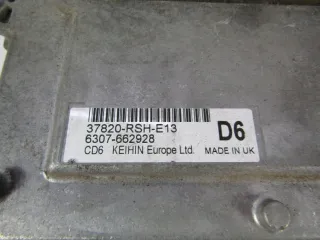 37820-RSH-E13 D6
6307-662928
CD6 KEIHIN Europe Ltd. MADE IN UK